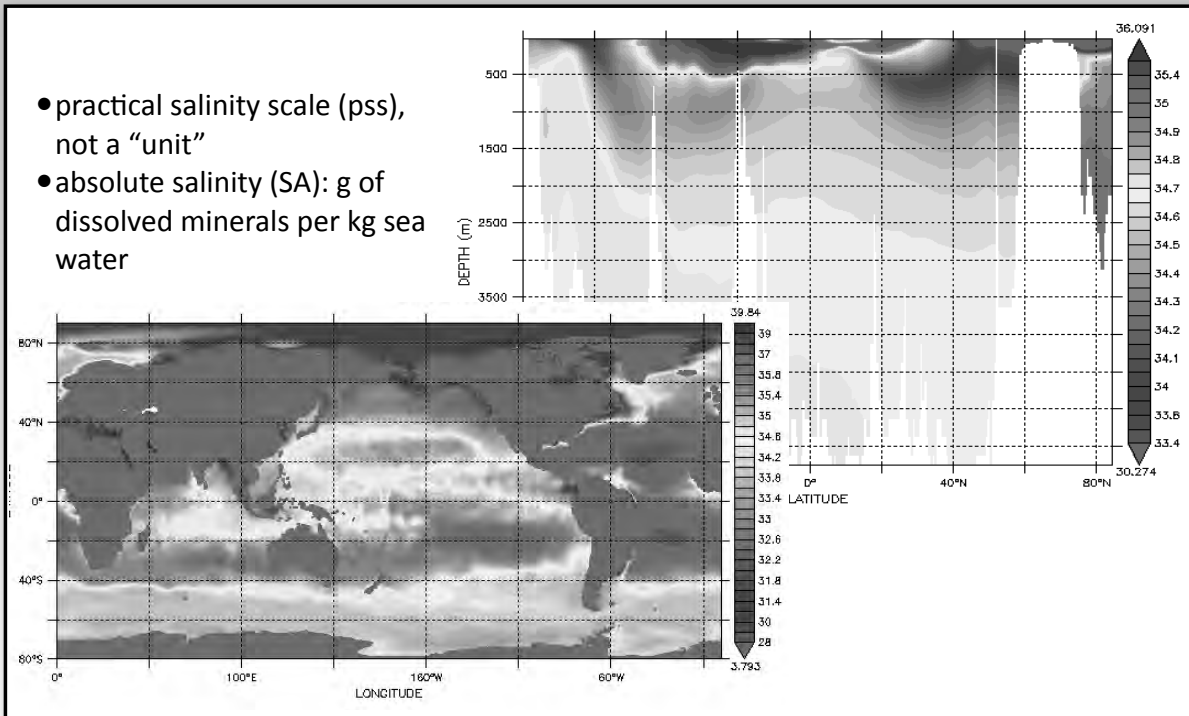 ●practical salinity scale (pss),
not a “unit”
●absolute salinity (SA): g of
dissolved minerals per kg sea
water
36.091
35.4
35
34.9
34.8
34.7
34.6
34.5
34.4
34.3
34.2
34.1
34
33.8
33.4
30.274
500
1500
2500
3500
DEPTH (m)
0°
40°N
80°N
LATITUDE
39.84
39
37
35.8
35.4
35
34.6
34.2
33.8
33.4
33
32.6
32.2
31.8
31.4
30
28
3.793
80°N
40°N
0°
40°S
80°S
0°
100°E
160°W
60°W
LONGITUDE